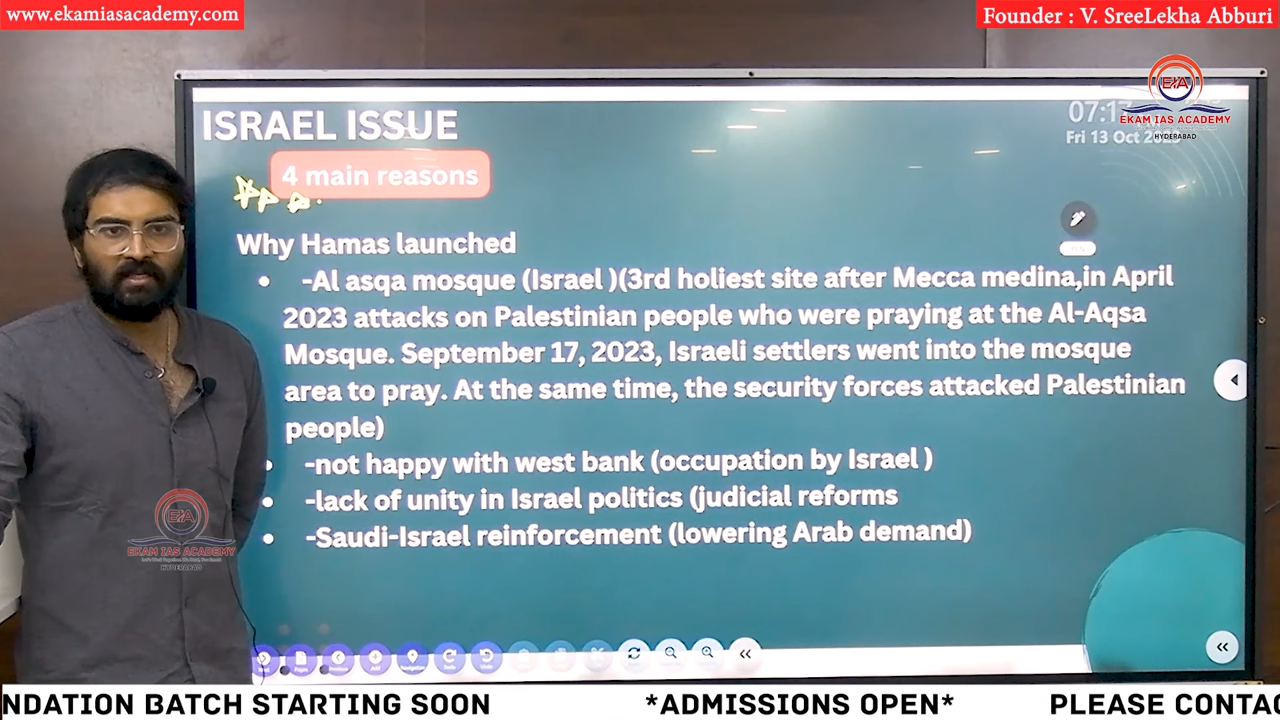 www.ekamiasacademy.com
Founder : V. SreeLekha Abburi
ISRAEL ISSUE
07:17
EKAM IAS ACADEMY
HYDERABAD
Fri 13 Oct
4 main reasons
Why Hamas launched
-Al asqa mosque (Israel )(3rd holiest site after Mecca medina,in April
2023 attacks on Palestinian people who were praying at the Al-Aqsa
Mosque. September 17, 2023, Israeli settlers went into the mosque
area to pray. At the same time, the security forces attacked Palestinian
people)
-not happy with west bank (occupation by Israel )
-lack of unity in Israel politics (judicial reforms
-Saudi-Israel reinforcement (lowering Arab demand)
EIA
EKAM IAS ACADEMY
HYDERABAD
NDATION BATCH STARTING SOON *ADMISSIONS OPEN* PLEASE CONTAC